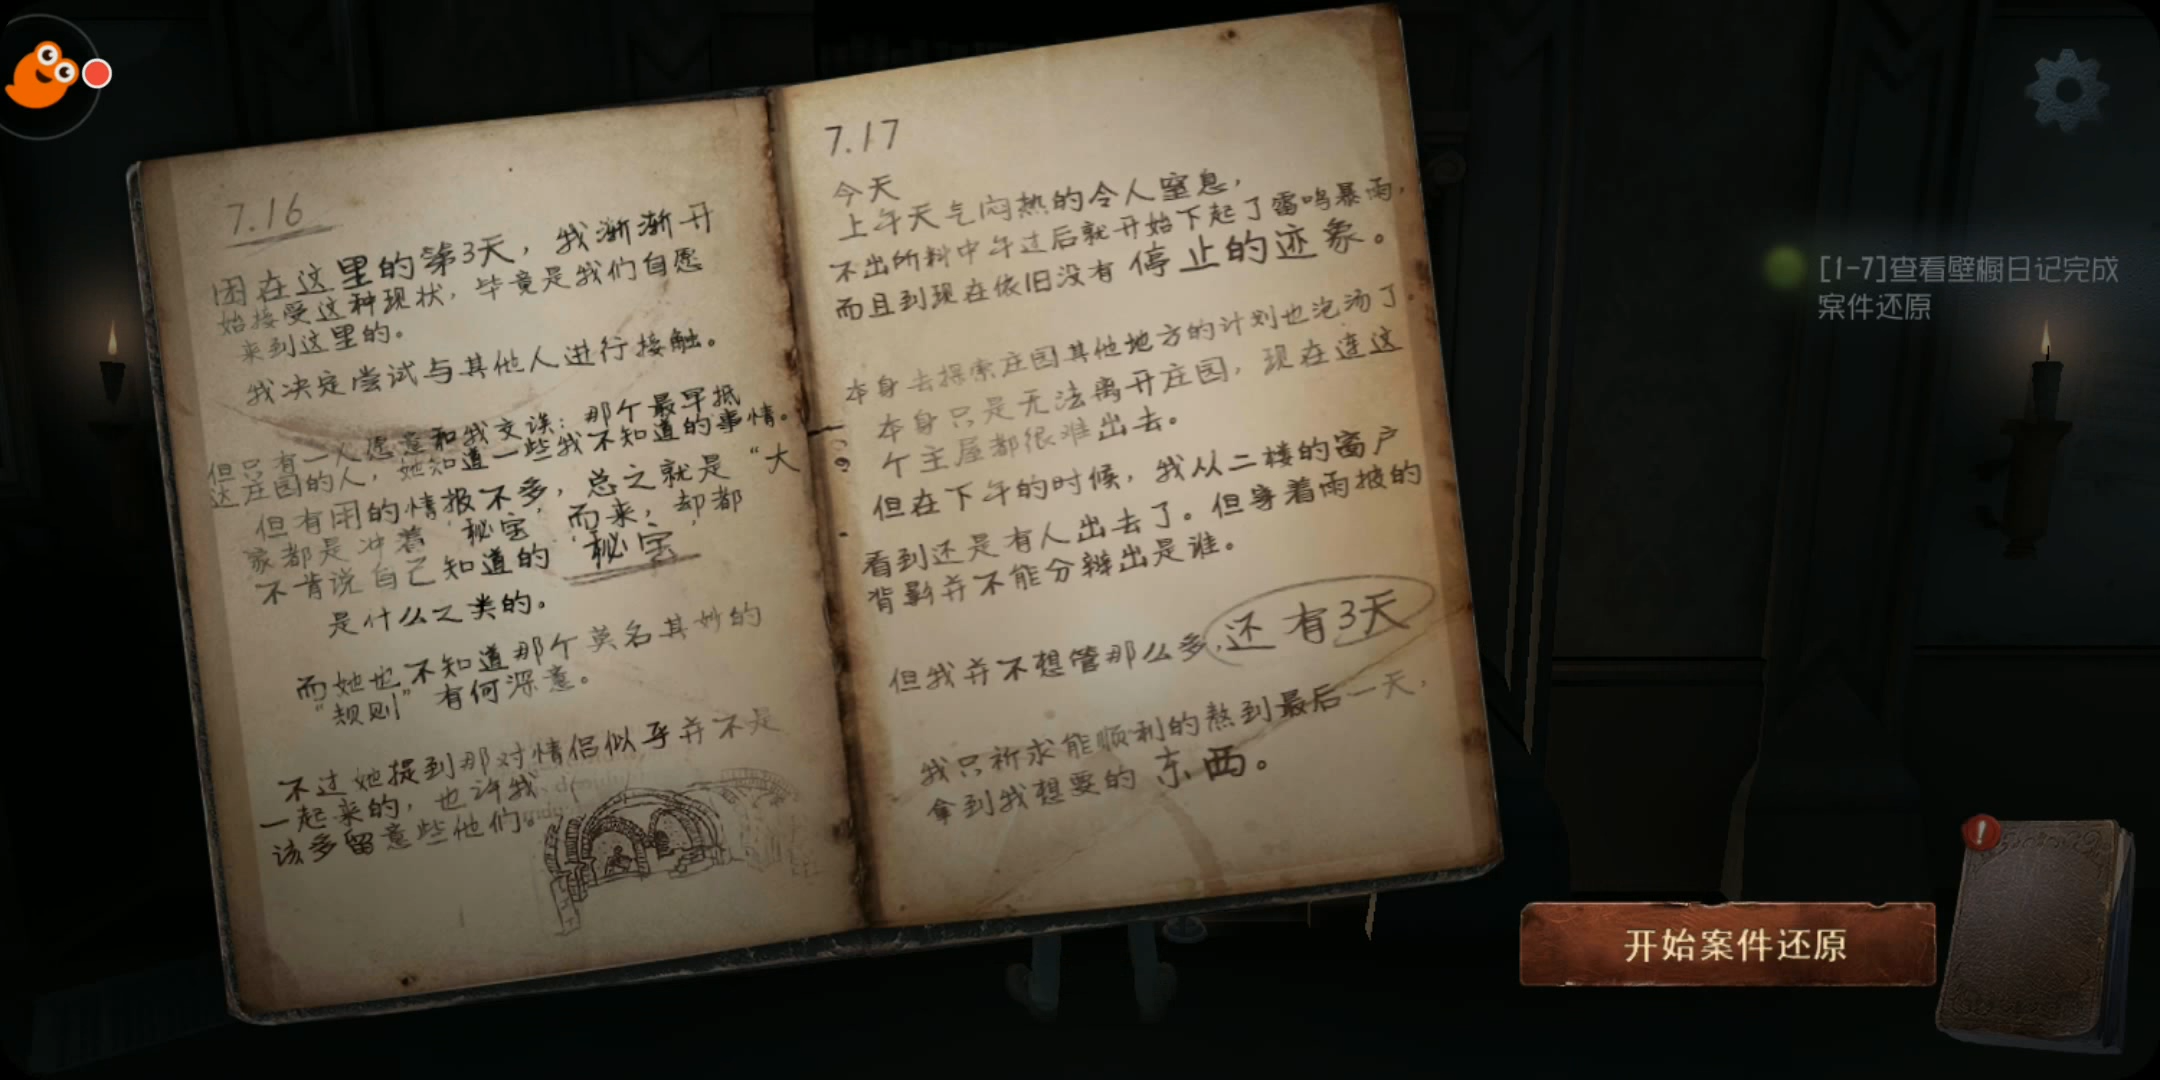 7.16
困在这里的第3天，我渐渐开
始接受这种现状，毕竟是我们自愿
来到这里的。
我决定尝试与其他人进行接触。
但只有一人愿意和我交谈：那个最早抵
达庄园的人，她知道一些我不知道的事情。
但有用的情报不多，总之就是“大
家都是冲着‘秘宝’而来，却都
不肯说自己知道的‘秘宝’
是什么之类的。
而她也不知道那个莫名其妙的
“规则”有何深意。
不过她提到那对情侣似乎并不是
一起来的，也许我
该多留意些他们。
7.17
今天
上午天气闷热的令人窒息，
不出所料中午过后就开始下起了雷鸣暴雨，
而且到现在依旧没有停止的迹象。
本身去探索庄园其他地方的计划也泡汤了。
本身只是无法离开庄园，现在连这
个主屋都很难出去。
但在下午的时候，我从二楼的窗户
看到还是有人出去了。但穿着雨披的
背影并不能分辨出是谁。
但我并不想管那么多，还有3天
我只祈求能顺利的熬到最后一天，
拿到我想要的东西。
[1-7]查看壁橱日记完成
案件还原
开始案件还原